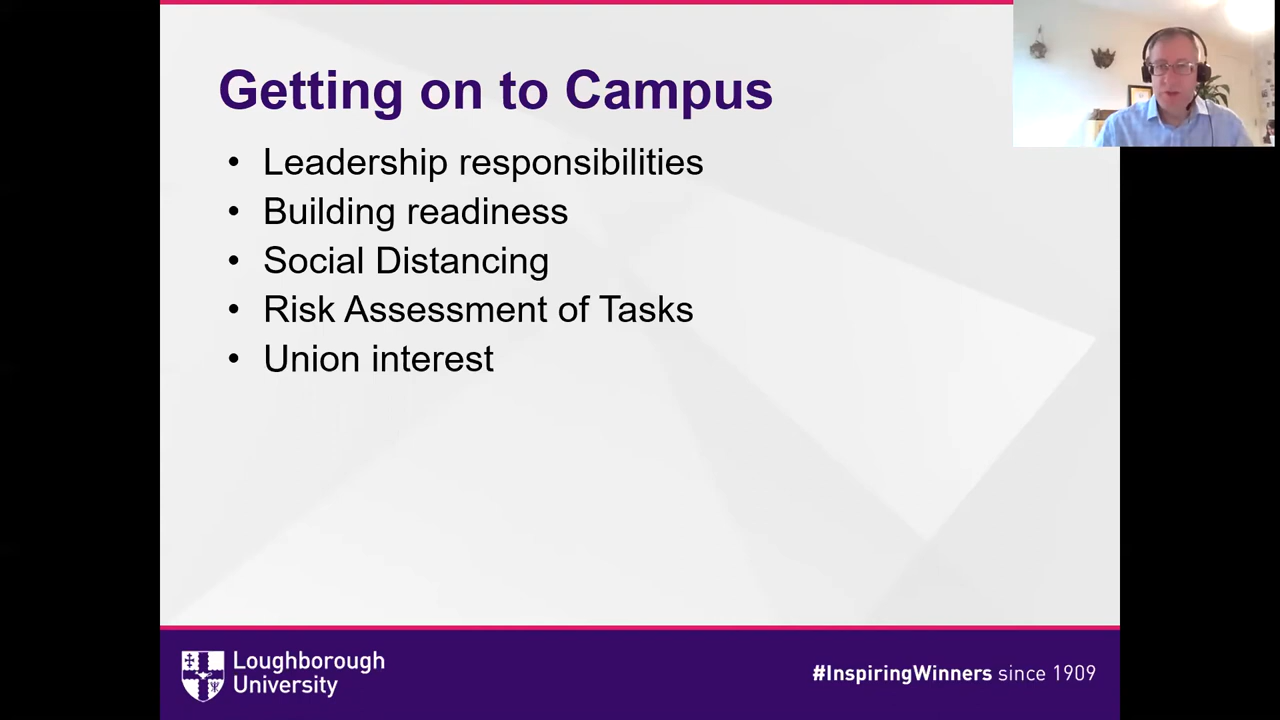 Getting on to Campus
• Leadership responsibilities
• Building readiness
• Social Distancing
• Risk Assessment of Tasks
• Union interest
Loughborough
University
#InspiringWinners since 1909